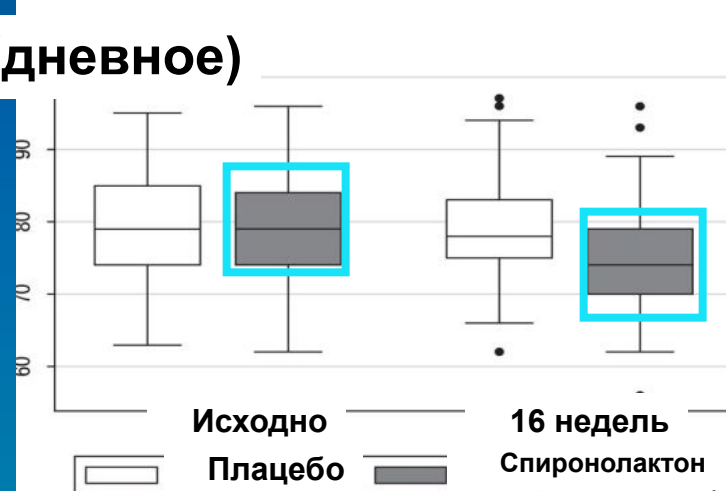 дневное)
90
80
70
60
Исходно
16 недель
Плацебо
Спиронолактон